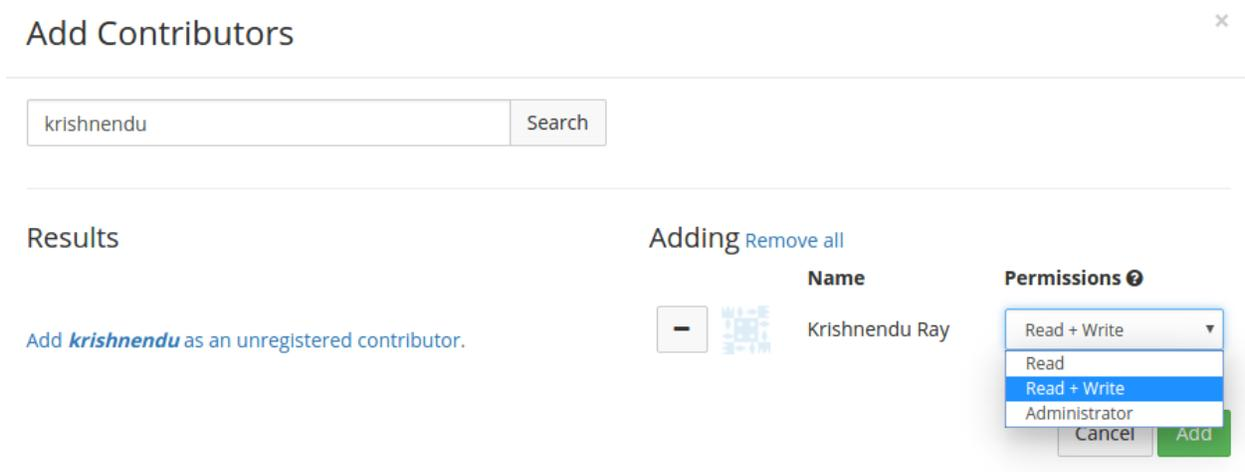 Add Contributors
×
krishnendu
Search
Results
Adding Remove all
Name
Permissions ?
Add krishnendu as an unregistered contributor.
−
Krishnendu Ray
Read + Write ▼
Read
Read + Write
Administrator
Cancel
Add